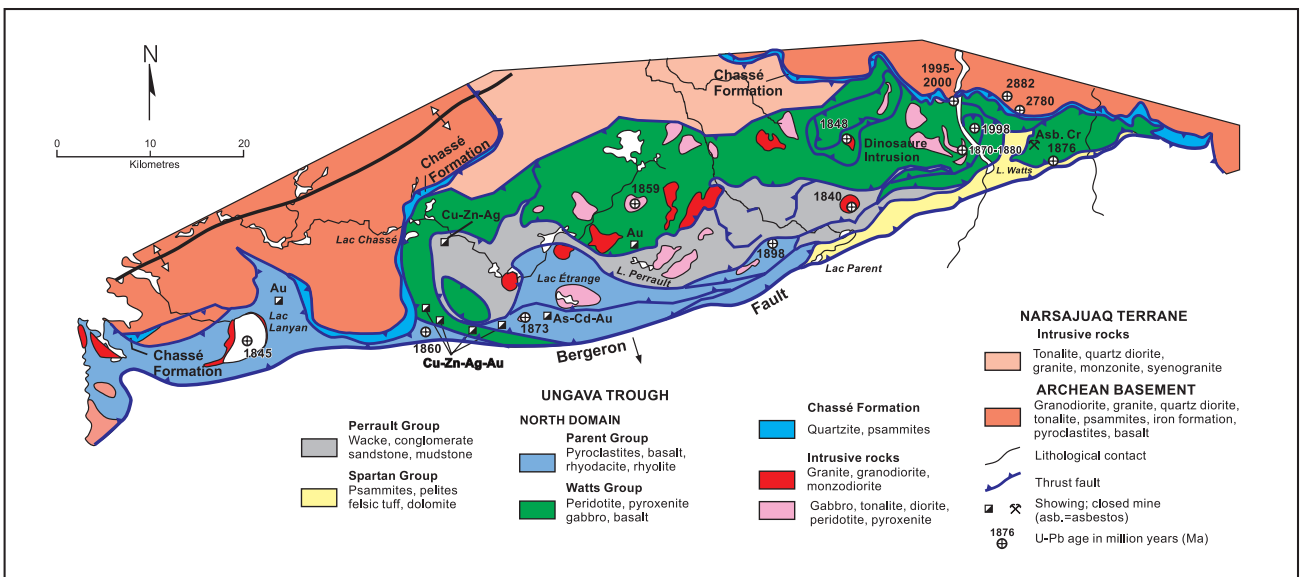 N
0 10 20
Kilometres
Chassé
Formation
1995-
2000
2882
2780
1848
1998
Dinosaure
Intrusion
1870-1880
Asb. Cr
1876
L. Watts
Chassé
Formation
Cu-Zn-Ag
Lac Chassé
1859
Au
1840
1898
L. Perrault
Lac Étrange
Lac Parent
Au
Lac
Lanyan
1845
Chassé
Formation
1860
1873
As-Cd-Au
Cu-Zn-Ag-Au
Bergeron
Fault
UNGAVA TROUGH
Perrault Group
Wacke, conglomerate
sandstone, mudstone
Spartan Group
Psammites, pelites
felsic tuff, dolomite
NORTH DOMAIN
Parent Group
Pyroclastites, basalt,
rhyodacite, rhyolite
Watts Group
Peridotite, pyroxenite
gabbro, basalt
Chassé Formation
Quartzite, psammites
Intrusive rocks
Granite, granodiorite,
monzodiorite
Gabbro, tonalite, diorite,
peridotite, pyroxenite
NARSAJUAQ TERRANE
Intrusive rocks
Tonalite, quartz diorite,
granite, monzonite, syenogranite
ARCHEAN BASEMENT
Granodiorite, granite, quartz diorite,
tonalite, psammites, iron formation,
pyroclastites, basalt
Lithological contact
Thrust fault
Showing; closed mine
(asb.=asbestos)
1876
U-Pb age in million years (Ma)